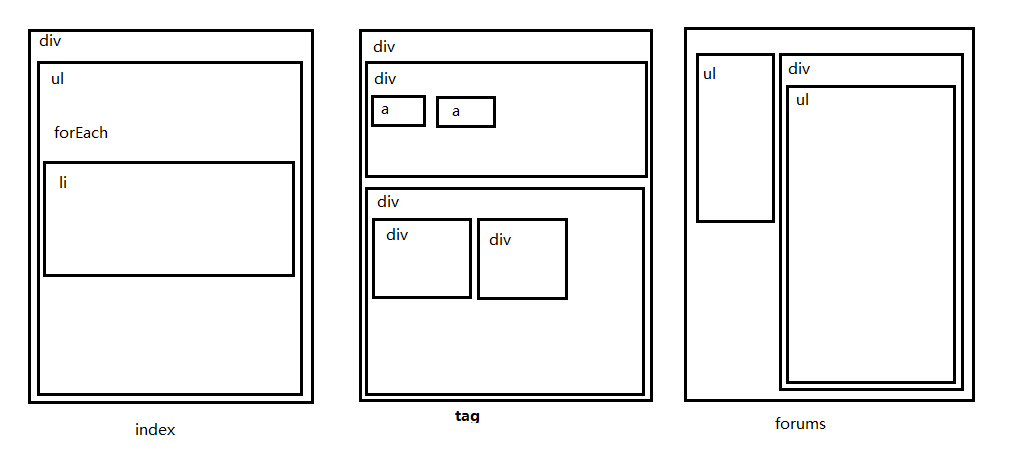 div
ul
forEach
li
index
div
div
a
a
div
div
div
tag
ul
div
ul
forums